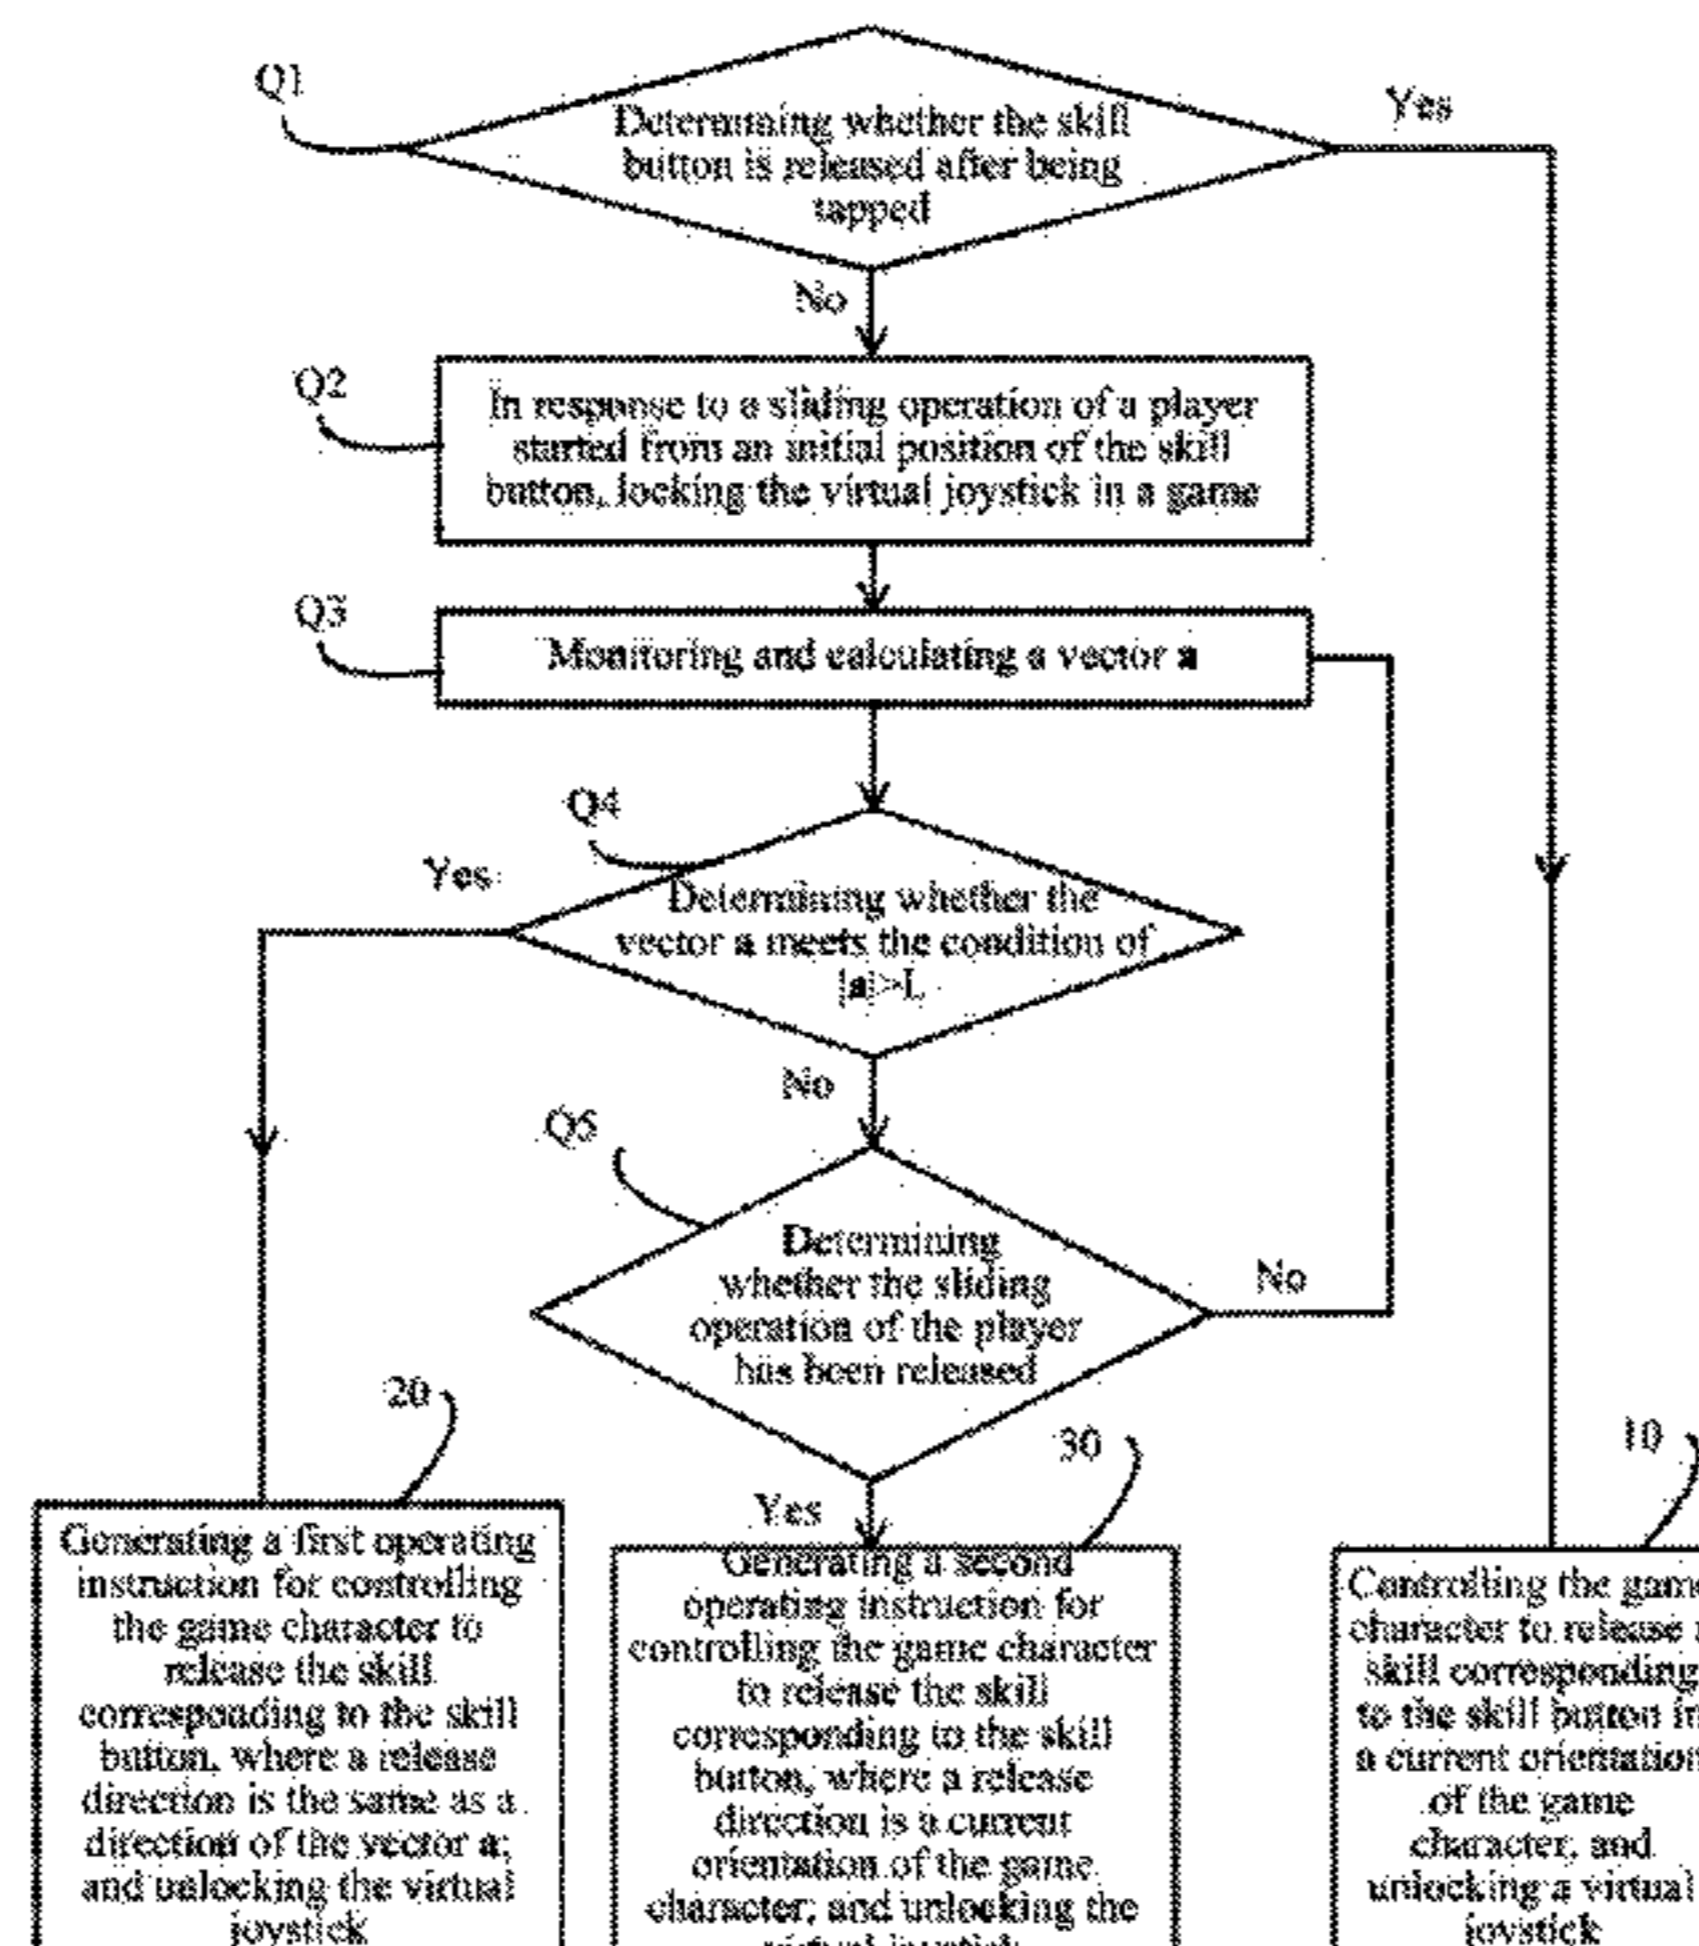 Q1
Determining whether the skill
button is released after being
tapped
Yes
No
Q2
In response to a sliding operation of a player
started from an initial position of the skill
button, locking the virtual joystick in a game
Q3
Monitoring and calculating a vector a
Q4
Yes
Determining whether the
vector a meets the condition of
|a|>L
No
Q5
Determining
whether the sliding
operation of the player
has been released
No
Yes
20
Generating a first operating
instruction for controlling
the game character to
release the skill
corresponding to the skill
button, where a release
direction is the same as a
direction of the vector a;
and unlocking the virtual
joystick
30
Generating a second
operating instruction for
controlling the game character
to release the skill
corresponding to the skill
button, where a release
direction is a current
orientation of the game
character; and unlocking the
virtual joystick
10
Controlling the game
character to release a
skill corresponding
to the skill button in
a current orientation
of the game
character, and
unlocking a virtual
joystick